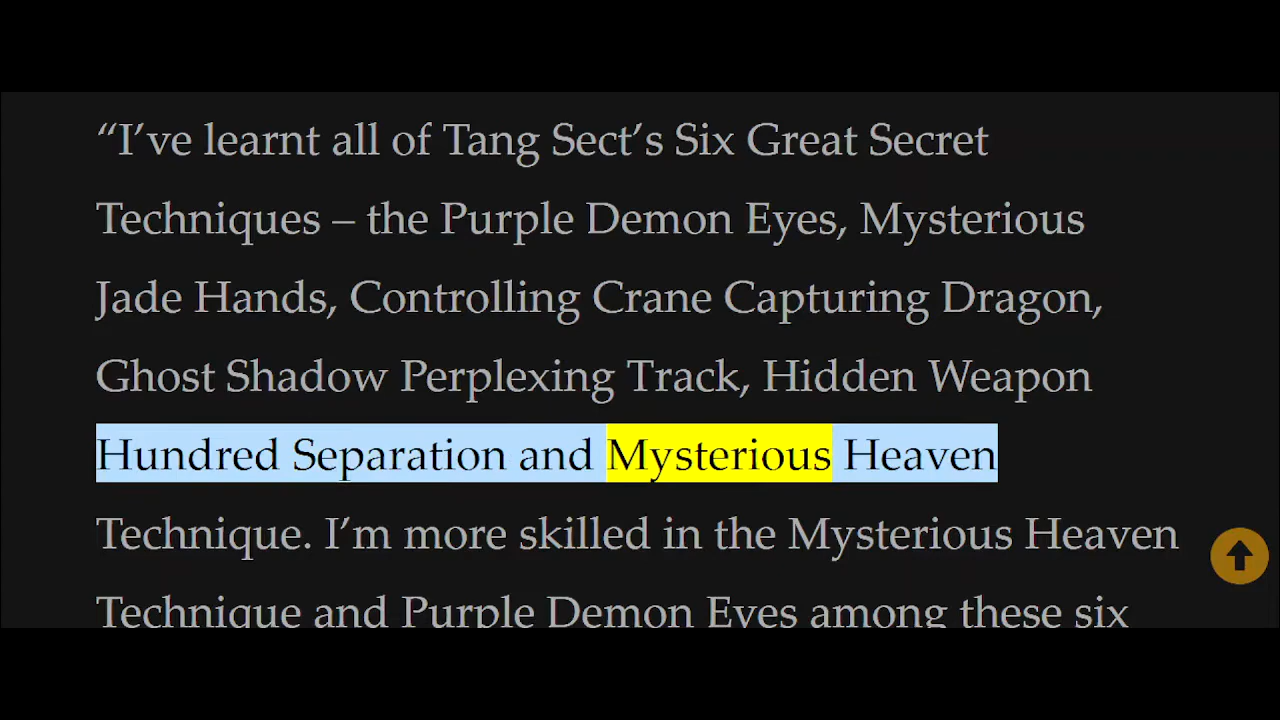 “I’ve learnt all of Tang Sect’s Six Great Secret
Techniques – the Purple Demon Eyes, Mysterious
Jade Hands, Controlling Crane Capturing Dragon,
Ghost Shadow Perplexing Track, Hidden Weapon
Hundred Separation and Mysterious Heaven
Technique. I’m more skilled in the Mysterious Heaven
Technique and Purple Demon Eyes among these six